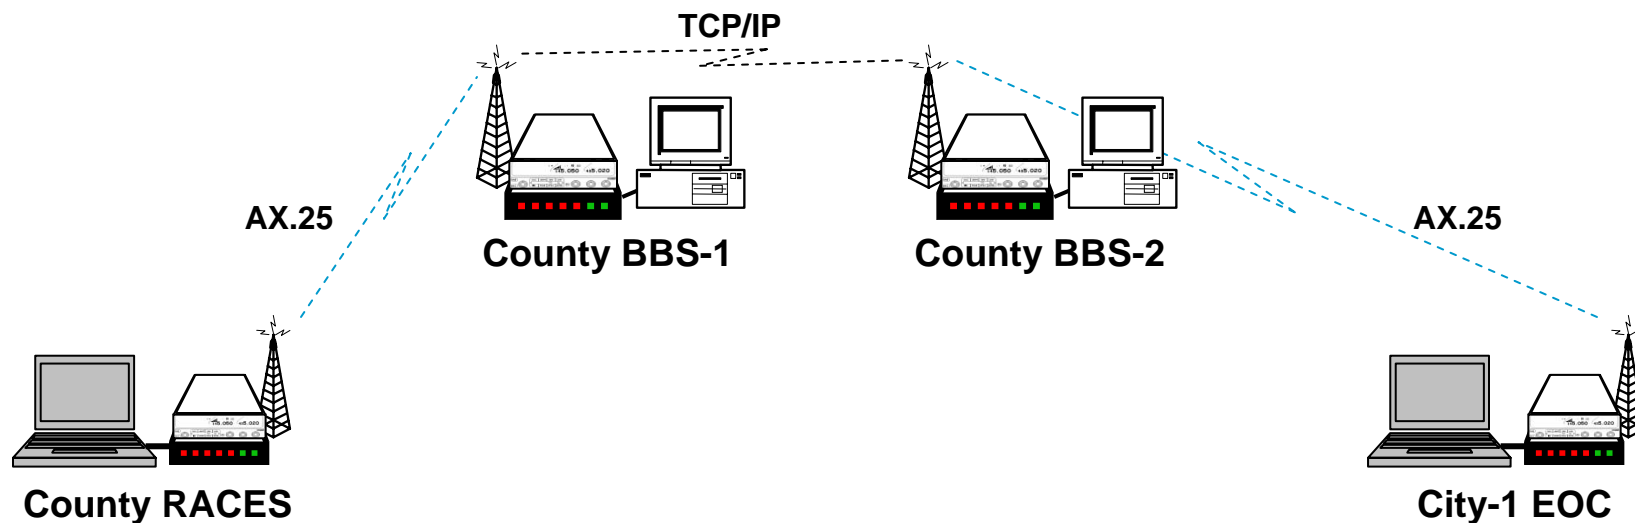 TCP/IP
AX.25
AX.25
County BBS-1
County BBS-2
County RACES
City-1 EOC